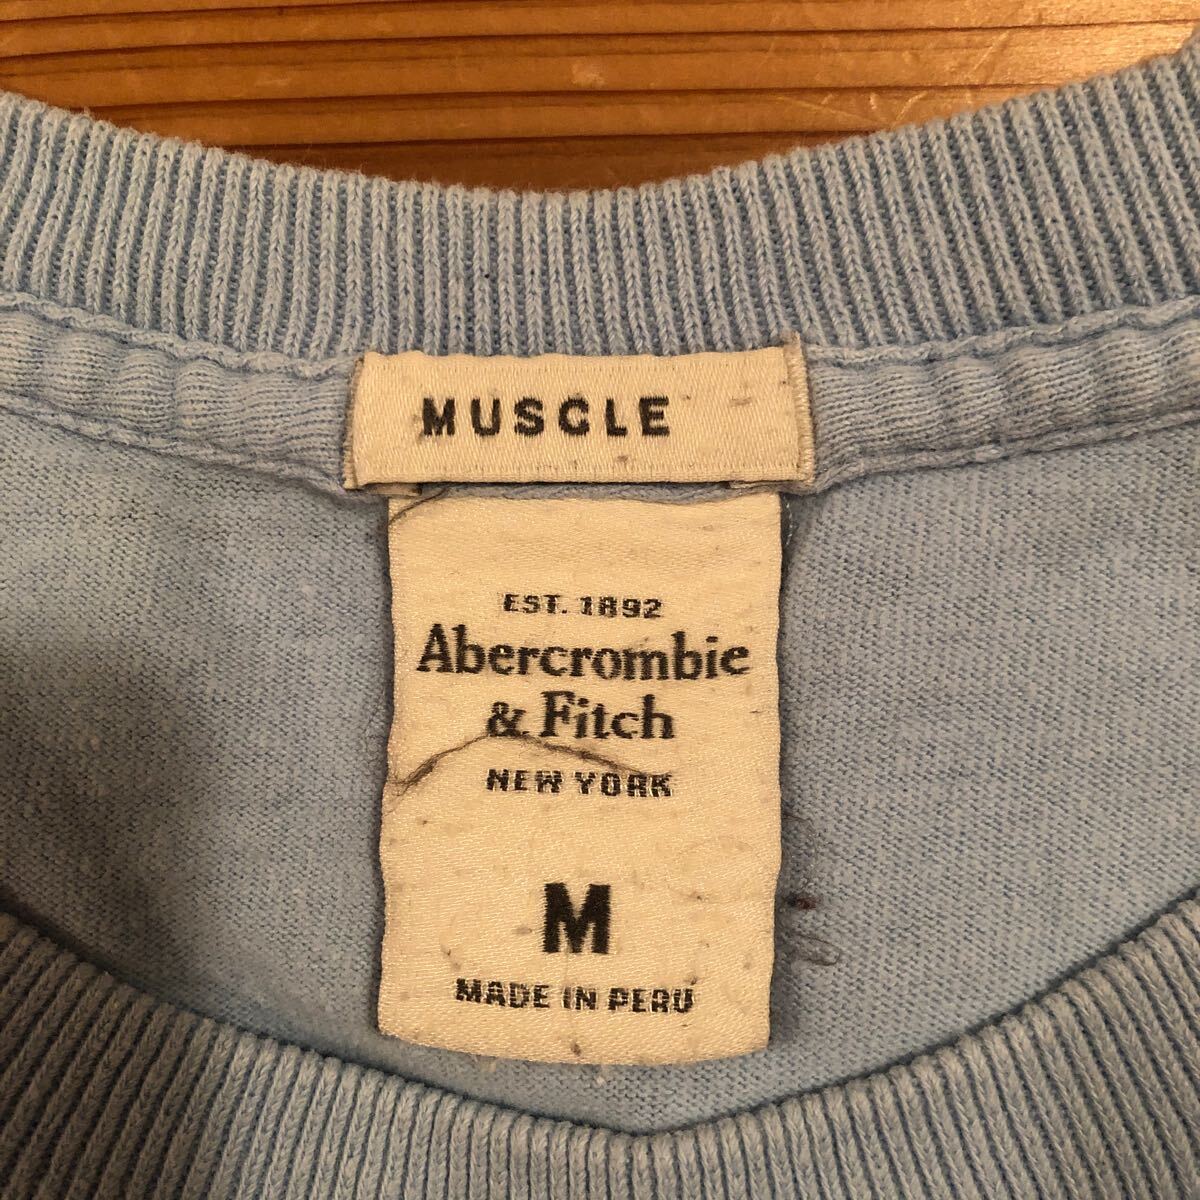 MUSCLE
EST. 1892
Abercrombie
& Fitch
NEW YORK
M
MADE IN PERU